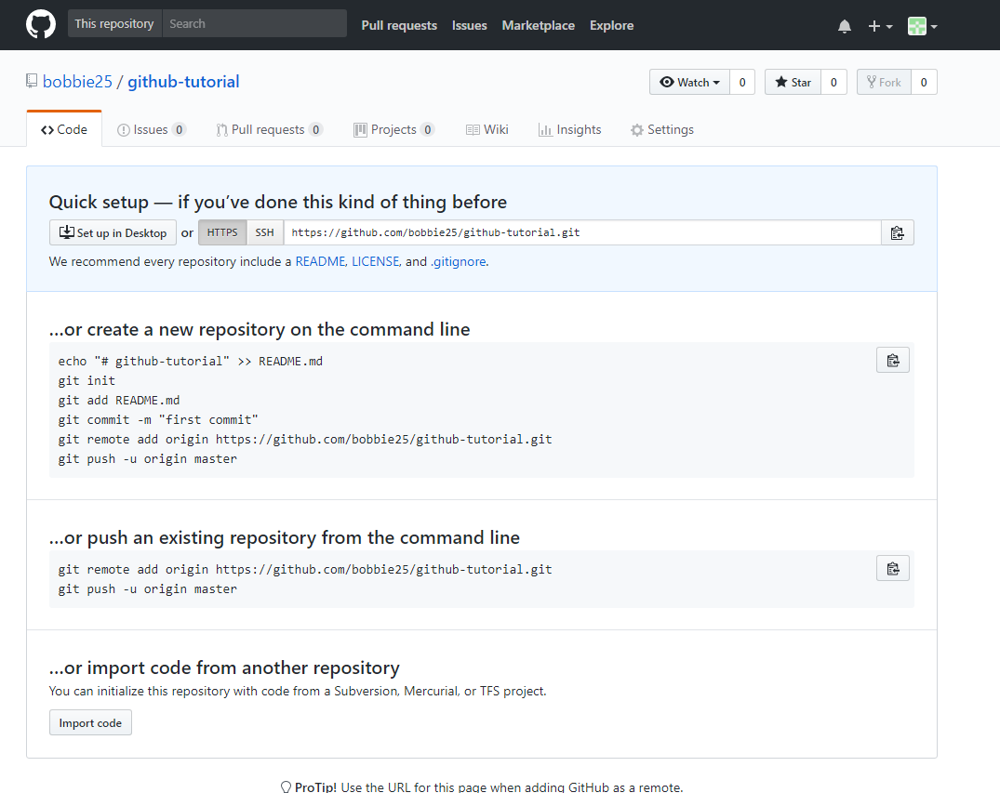 This repository Search Pull requests Issues Marketplace Explore
bobbie25 / github-tutorial Watch 0 Star 0 Fork 0
Code Issues 0 Pull requests 0 Projects 0 Wiki Insights Settings
Quick setup — if you’ve done this kind of thing before
Set up in Desktop or HTTPS SSH https://github.com/bobbie25/github-tutorial.git
We recommend every repository include a README, LICENSE, and .gitignore.
…or create a new repository on the command line
echo "# github-tutorial" >> README.md
git init
git add README.md
git commit -m "first commit"
git remote add origin https://github.com/bobbie25/github-tutorial.git
git push -u origin master
…or push an existing repository from the command line
git remote add origin https://github.com/bobbie25/github-tutorial.git
git push -u origin master
…or import code from another repository
You can initialize this repository with code from a Subversion, Mercurial, or TFS project.
Import code
ProTip! Use the URL for this page when adding GitHub as a remote.